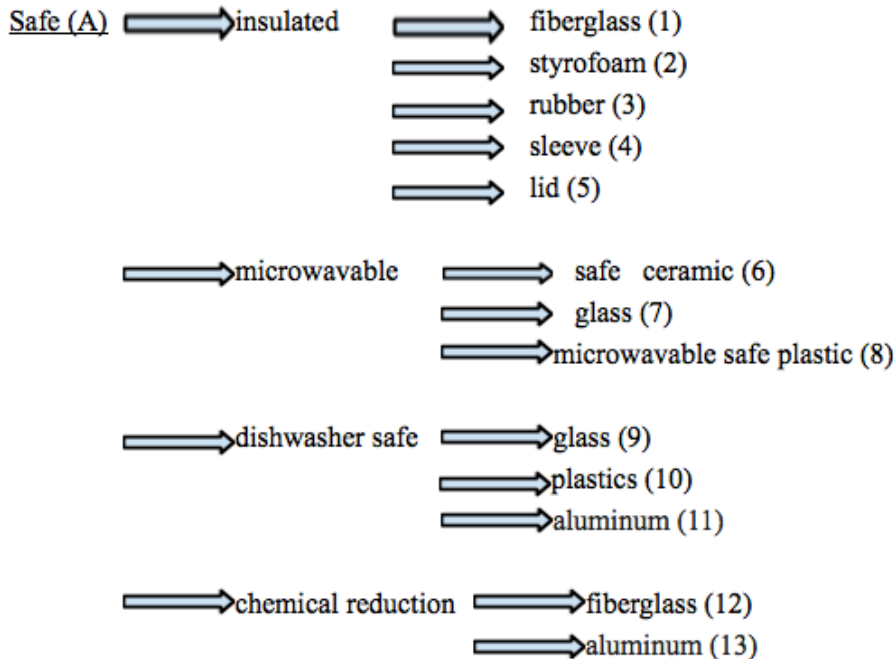 Safe (A) insulated fiberglass (1)
styrofoam (2)
rubber (3)
sleeve (4)
lid (5)
microwavable safe ceramic (6)
glass (7)
microwavable safe plastic (8)
dishwasher safe glass (9)
plastics (10)
aluminum (11)
chemical reduction fiberglass (12)
aluminum (13)